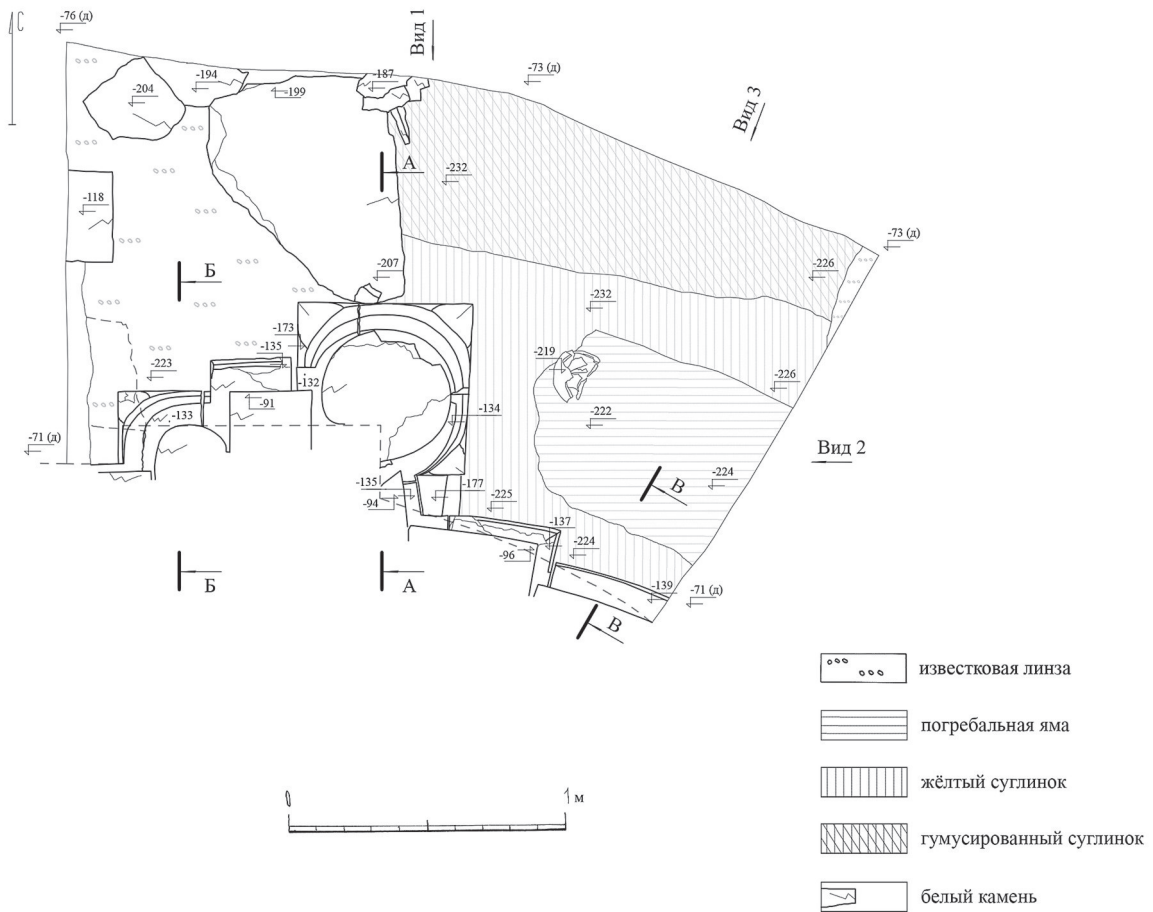 С
-76 (д)
Вид 1
-194
-187
-73 (д)
-204
-199
Вид 3
А
-232
-118
-73 (д)
-207
-226
Б
-232
-173
-135
-219
-223
-132
-226
-91
-133
-134
-222
-71 (д)
Вид 2
-135
-177
-224
В
-94
-225
-137
-96
-224
Б
А
-139
-71 (д)
В
известковая линза
погребальная яма
0
1 м
жёлтый суглинок
гумусированный суглинок
белый камень